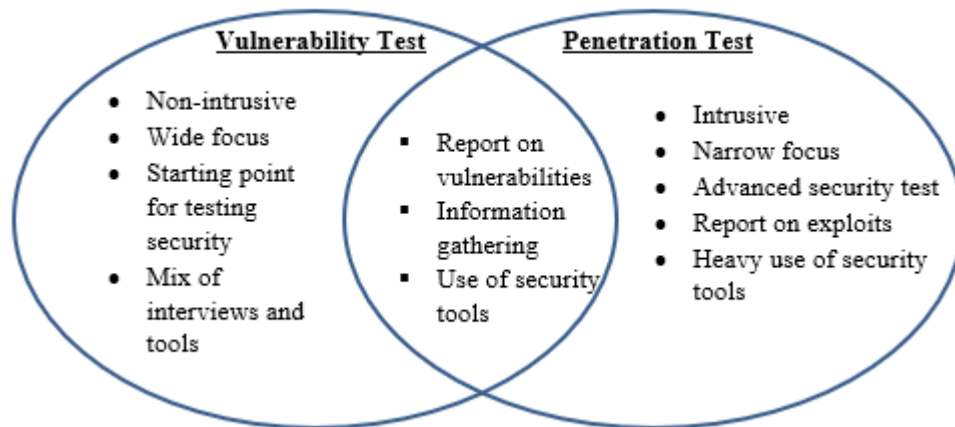 Vulnerability Test
● Non-intrusive
● Wide focus
● Starting point
for testing
security
● Mix of
interviews and
tools
▪ Report on
vulnerabilities
▪ Information
gathering
▪ Use of security
tools
Penetration Test
● Intrusive
● Narrow focus
● Advanced security test
● Report on exploits
● Heavy use of security
tools